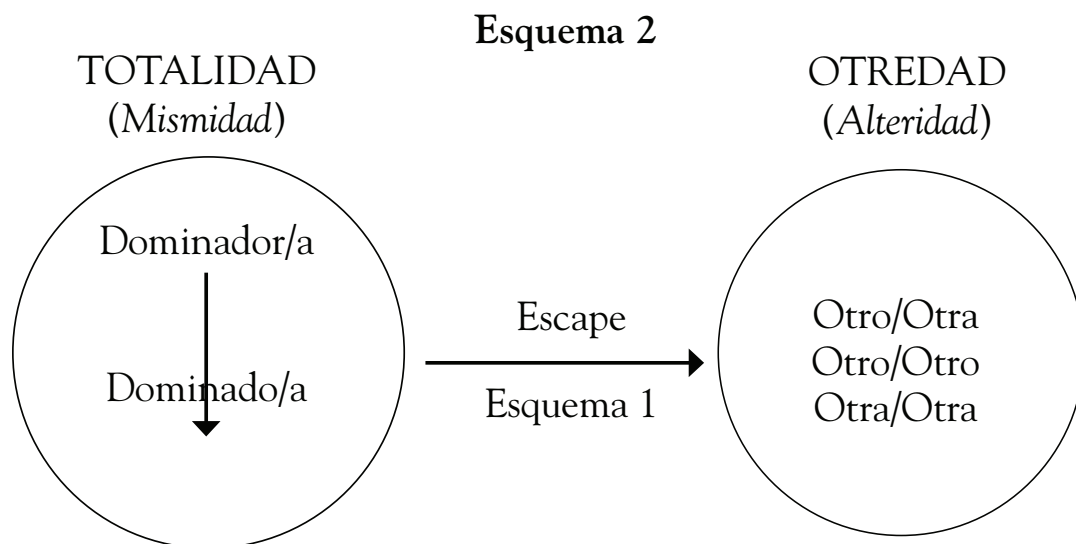 Esquema 2
TOTALIDAD
(Mismidad)
OTREDAD
(Alteridad)
Dominador/a
Dominado/a
Escape
Esquema 1
Otro/Otra
Otro/Otro
Otra/Otra